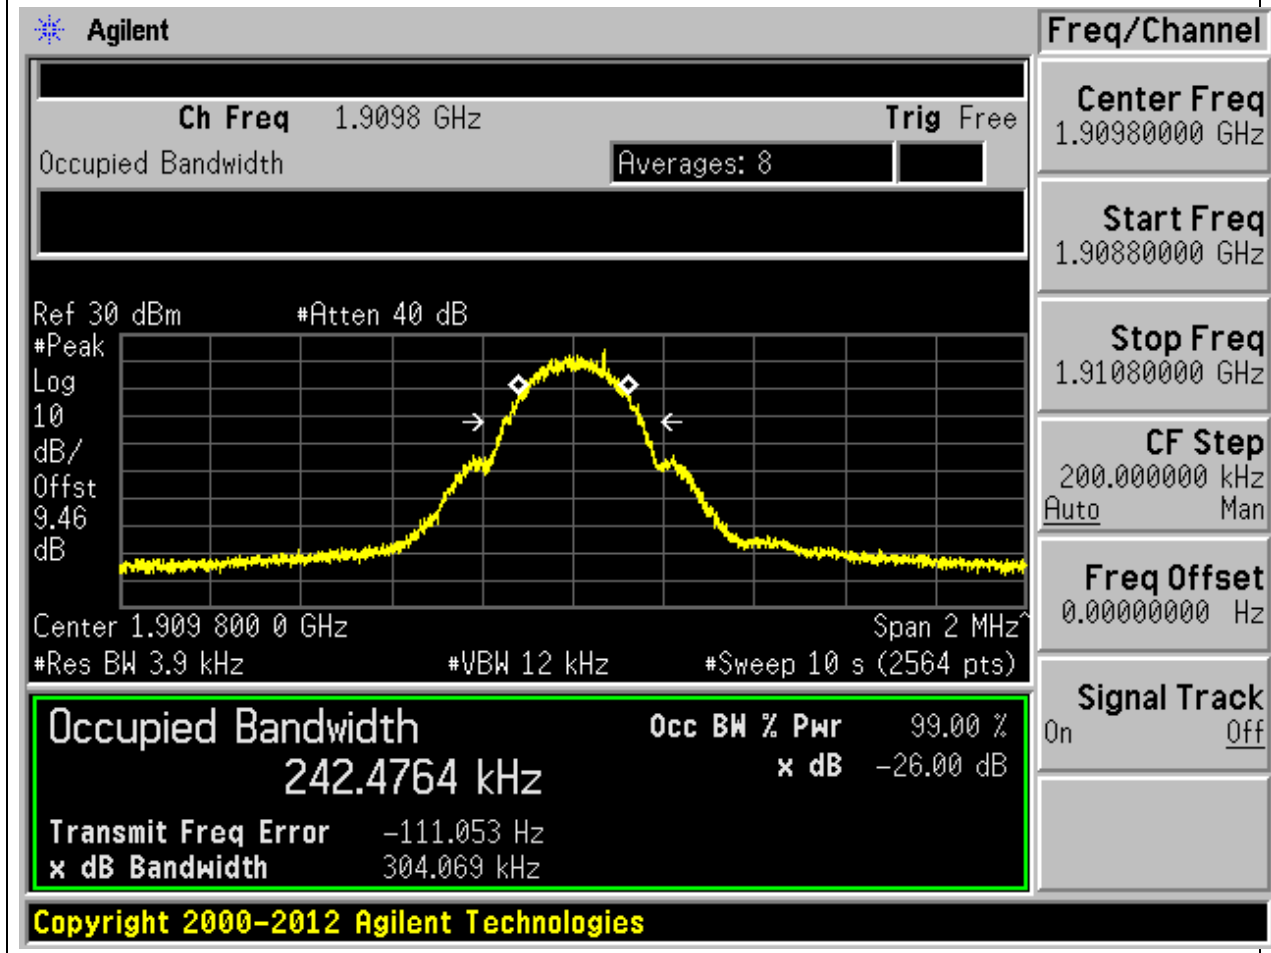 Agilent
Freq/Channel
Ch Freq 1.9098 GHz Trig Free
Occupied Bandwidth Averages: 8
Center Freq
1.90980000 GHz
Start Freq
1.90880000 GHz
Stop Freq
1.91080000 GHz
CF Step
200.000000 kHz
Auto Man
Freq Offset
0.00000000 Hz
Signal Track
On Off
Ref 30 dBm #Atten 40 dB
#Peak
Log
10
dB/
Offst
9.46
dB
Center 1.909 800 0 GHz Span 2 MHz^
#Res BW 3.9 kHz #VBW 12 kHz #Sweep 10 s (2564 pts)
Occupied Bandwidth
242.4764 kHz
Occ BW % Pwr 99.00 %
x dB -26.00 dB
Transmit Freq Error -111.053 Hz
x dB Bandwidth 304.069 kHz
Copyright 2000-2012 Agilent Technologies